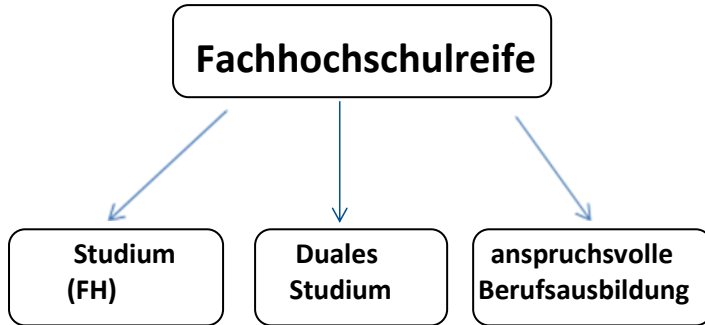 Fachhochschulreife
Studium
(FH)
Duales
Studium
anspruchsvolle
Berufsausbildung